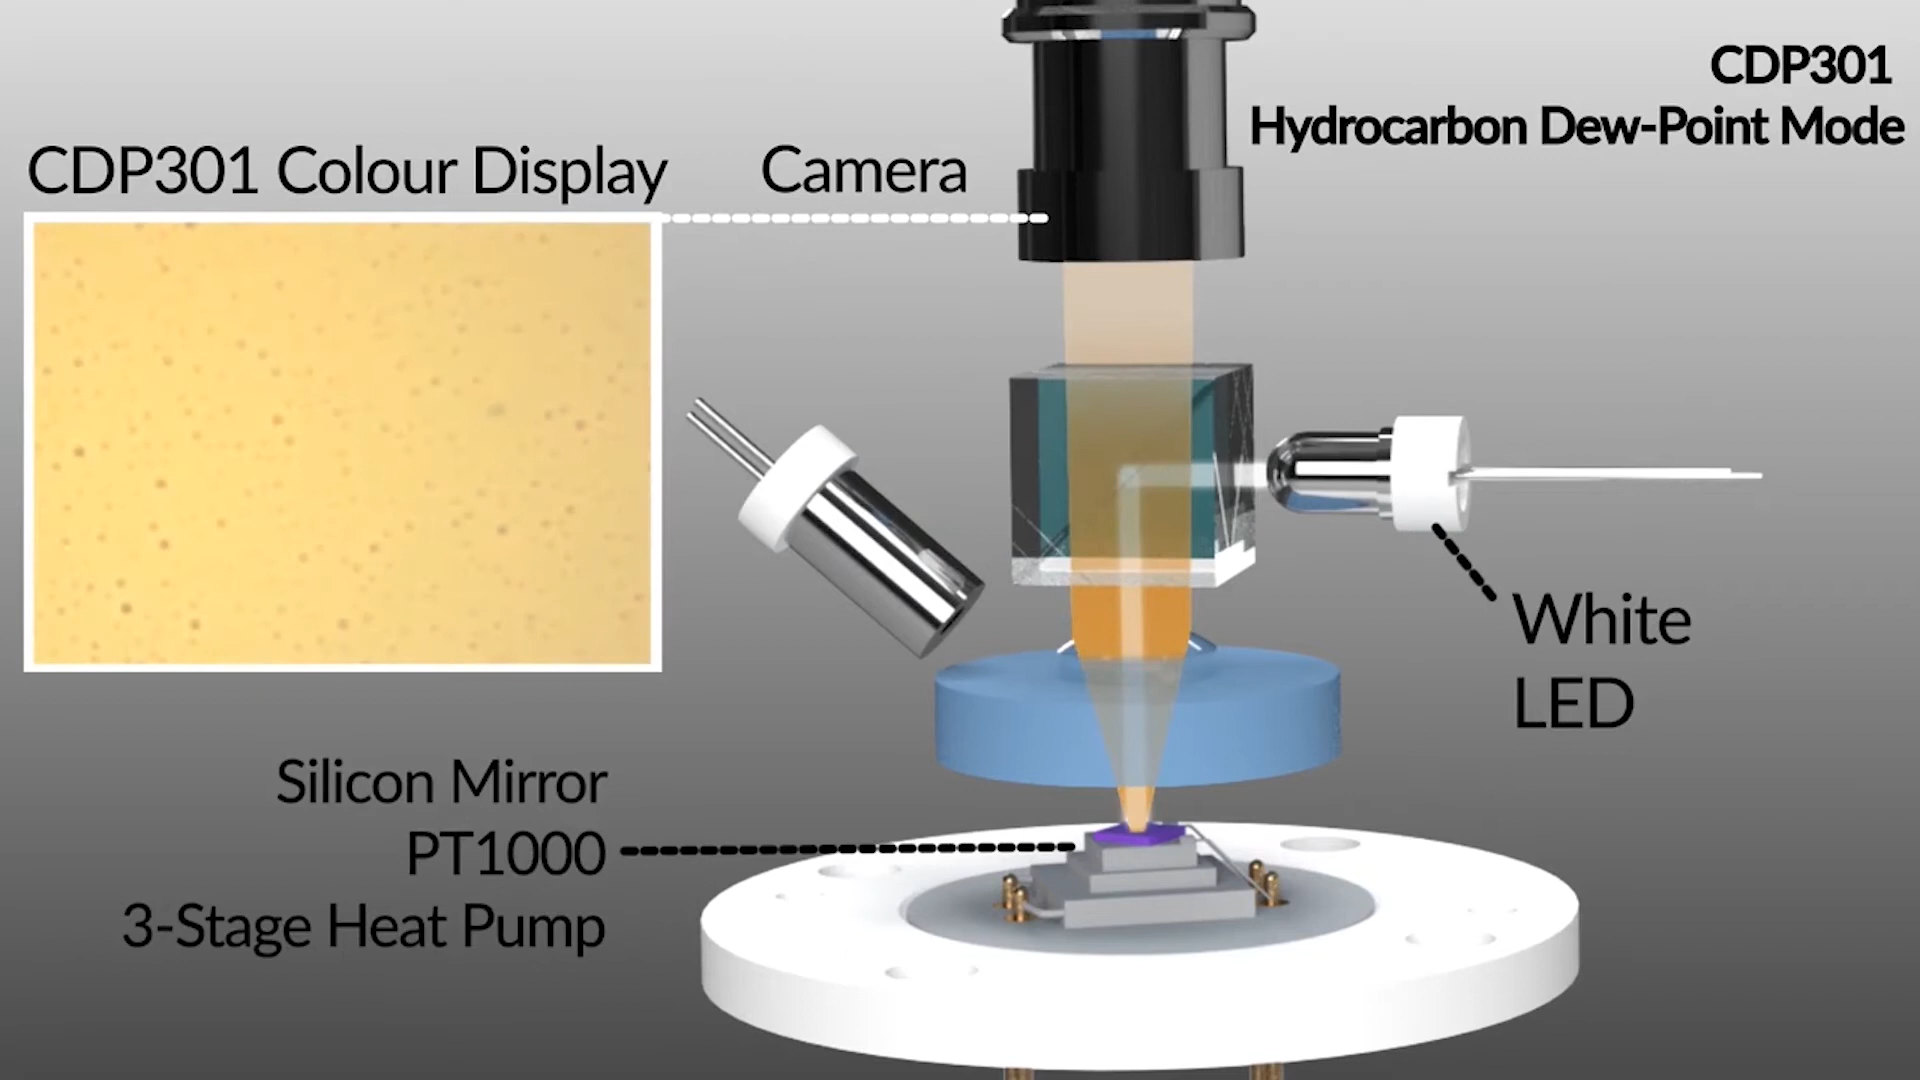 CDP301
Hydrocarbon Dew-Point Mode
CDP301 Colour Display
Camera
White
LED
Silicon Mirror
PT1000
3-Stage Heat Pump